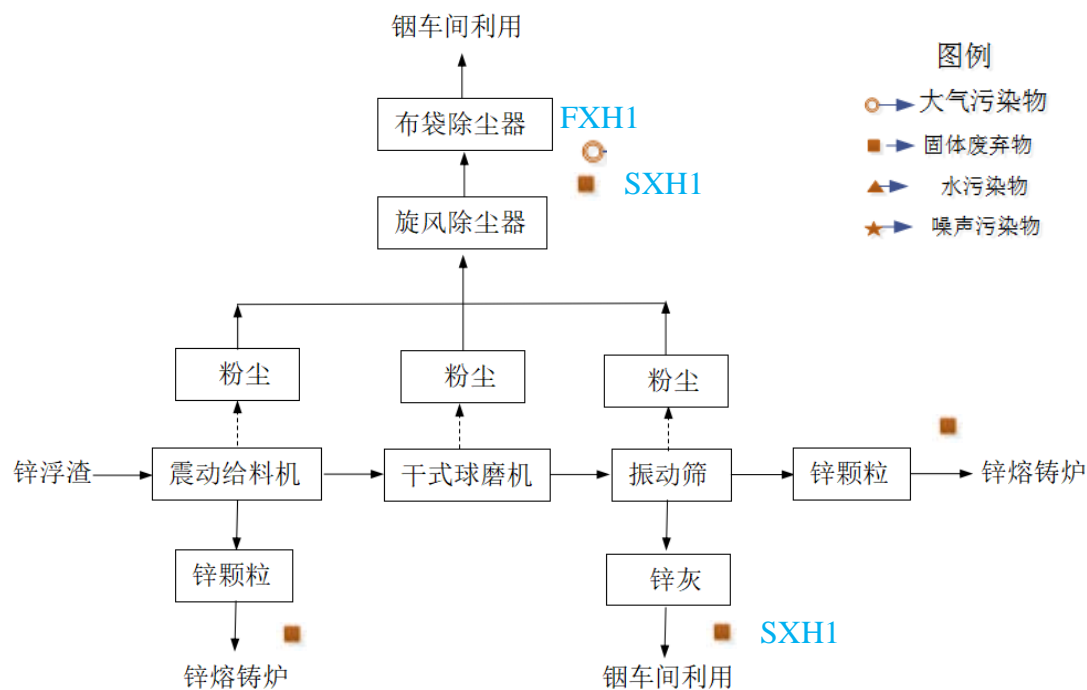 铟车间利用
图例
布袋除尘器
FXH1
大气污染物
固体废弃物
SXH1
水污染物
旋风除尘器
噪声污染物
粉尘
粉尘
粉尘
锌浮渣
震动给料机
干式球磨机
振动筛
锌颗粒
锌熔铸炉
锌颗粒
锌灰
SXH1
锌熔铸炉
铟车间利用